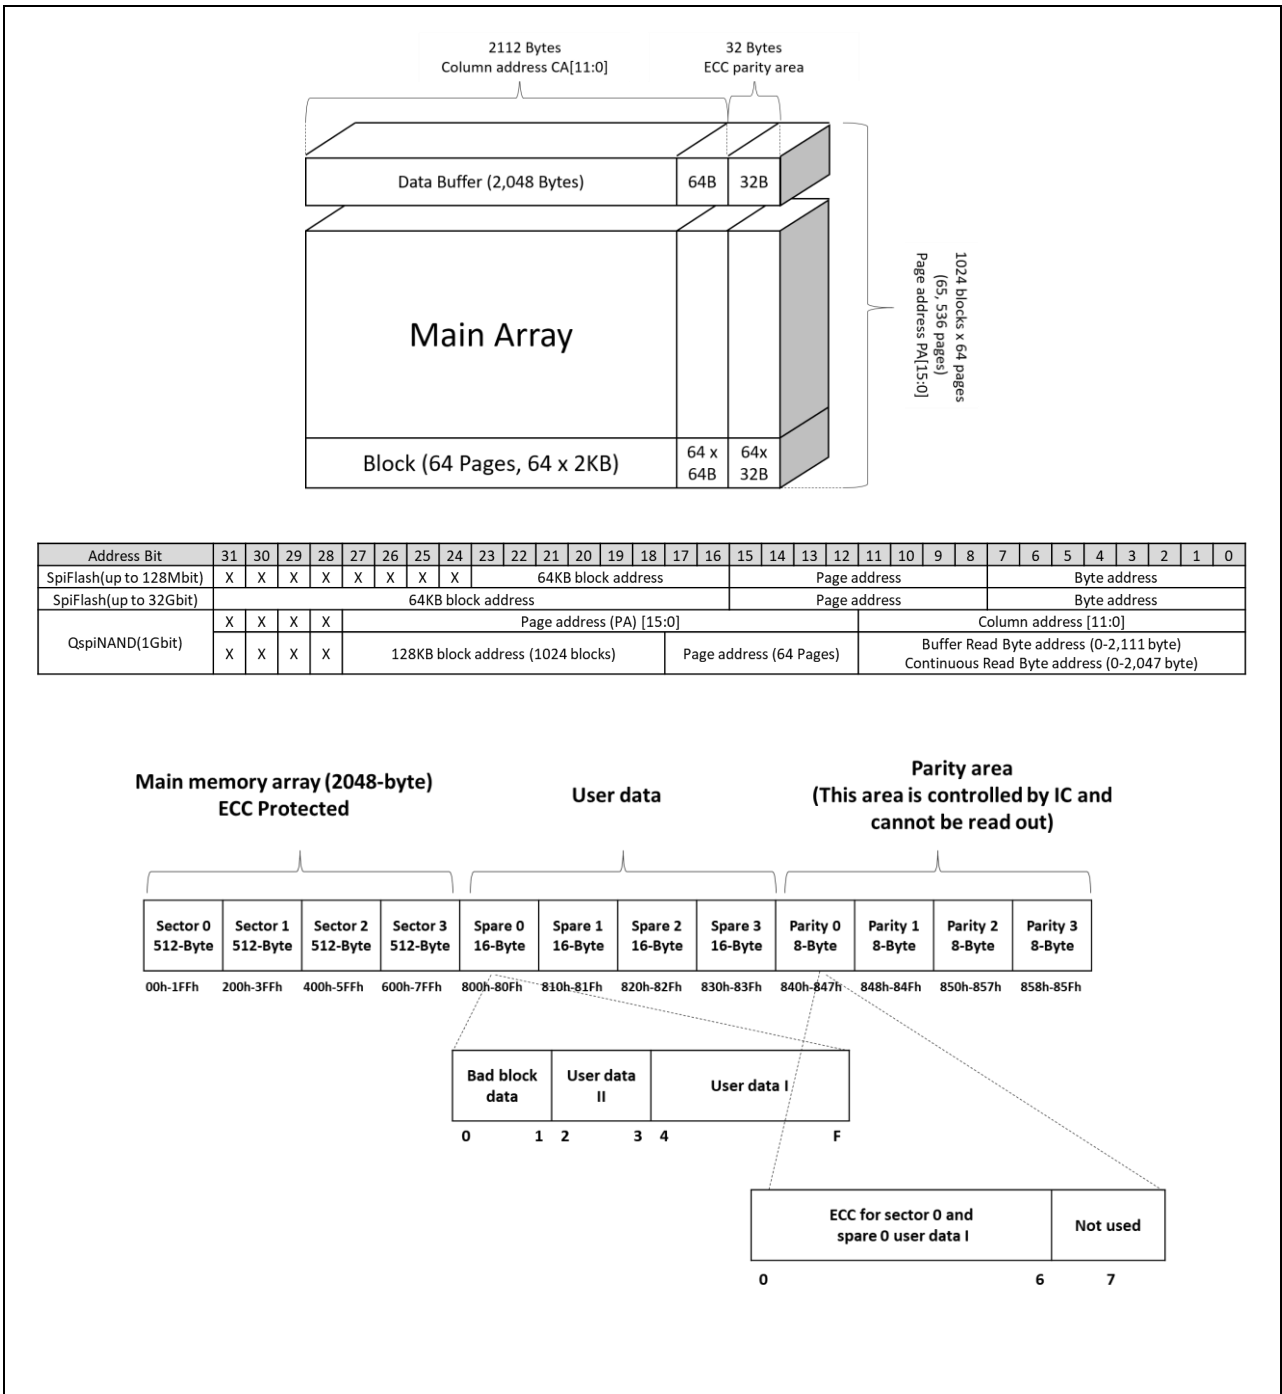 2112 Bytes
Column address CA[11:0]
32 Bytes
ECC parity area
Data Buffer (2,048 Bytes)
64B
32B
1024 blocks x 64 pages
(65, 536 pages)
Page address PA[15:0]
Main Array
Block (64 Pages, 64 x 2KB)
64 x
64B
64x
32B
Address Bit 31 30 29 28 27 26 25 24 23 22 21 20 19 18 17 16 15 14 13 12 11 10 9 8 7 6 5 4 3 2 1 0
SpiFlash(up to 128Mbit) X X X X X X X X 64KB block address Page address Byte address
SpiFlash(up to 32Gbit) 64KB block address Page address Byte address
QspiNAND(1Gbit)
X X X X Page address (PA) [15:0] Column address [11:0]
X X X X 128KB block address (1024 blocks) Page address (64 Pages)
Buffer Read Byte address (0-2,111 byte)
Continuous Read Byte address (0-2,047 byte)
Main memory array (2048-byte)
ECC Protected
User data
Parity area
(This area is controlled by IC and
cannot be read out)
Sector 0 Sector 1 Sector 2 Sector 3 Spare 0 Spare 1 Spare 2 Spare 3 Parity 0 Parity 1 Parity 2 Parity 3
512-Byte 512-Byte 512-Byte 512-Byte 16-Byte 16-Byte 16-Byte 16-Byte 8-Byte 8-Byte 8-Byte 8-Byte
00h-1FFh 200h-3FFh 400h-5FFh 600h-7FFh 800h-80Fh 810h-81Fh 820h-82Fh 830h-83Fh 840h-847h 848h-84Fh 850h-857h 858h-85Fh
Bad block
data
User data
II
User data I
0 1 2 3 4 F
ECC for sector 0 and
spare 0 user data I
Not used
0 6 7